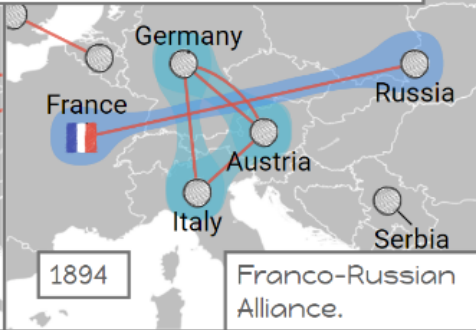 Germany
France
Russia
Austria
Italy
Serbia
1894
Franco-Russian
Alliance.